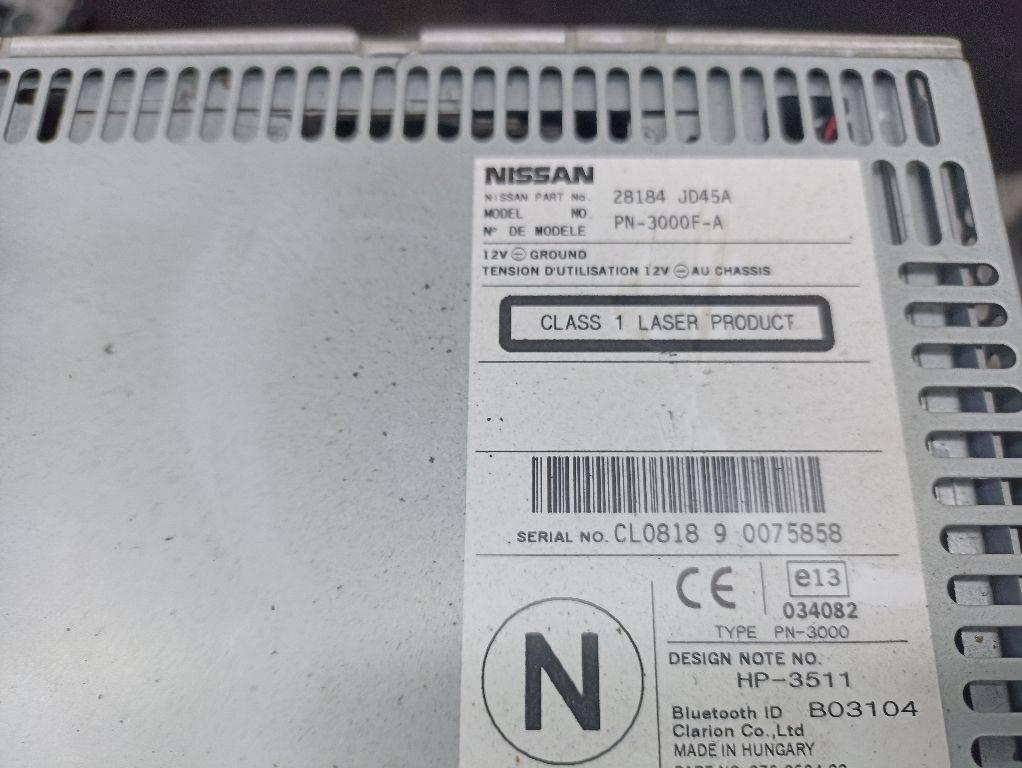 NISSAN
NISSAN PART No. 28184 JD45A
MODEL NO. PN-3000F-A
N° DE MODELE
12V ⊖ GROUND
TENSION D'UTILISATION 12V ⊖ AU CHASSIS
CLASS 1 LASER PRODUCT
SERIAL NO. CL0818 9 0075858
CE e13
034082
TYPE PN-3000
N
DESIGN NOTE NO.
HP-3511
Bluetooth ID B03104
Clarion Co.,Ltd
MADE IN HUNGARY
PART NO.